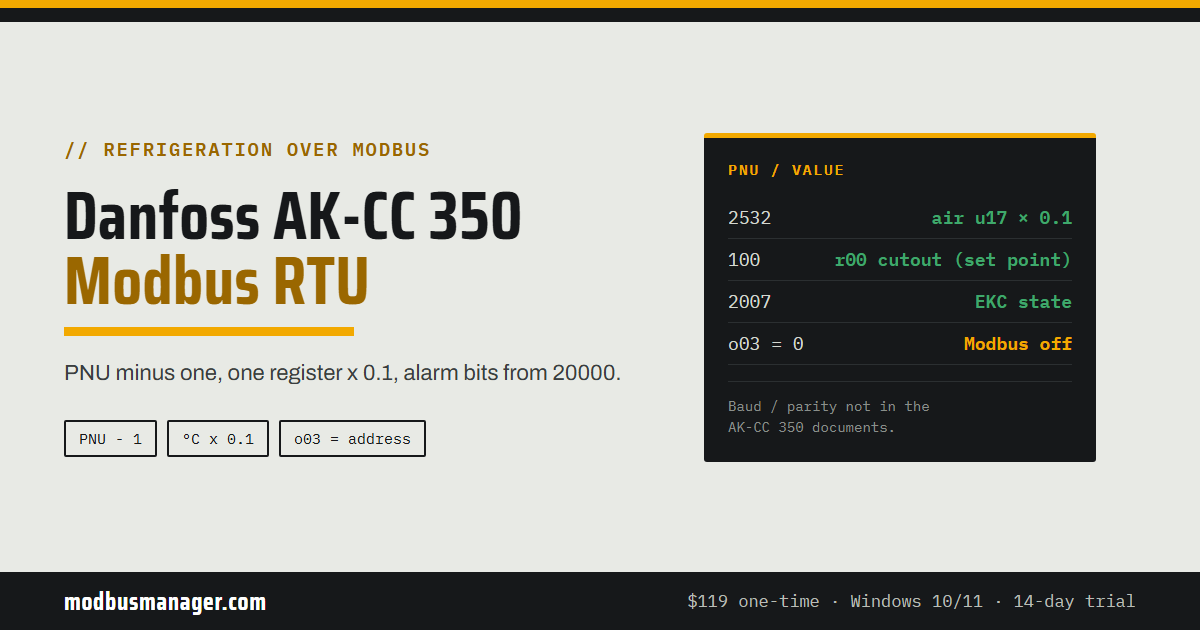 // REFRIGERATION OVER MODBUS
Danfoss AK-CC 350
Modbus RTU
PNU minus one, one register x 0.1, alarm bits from 20000.
PNU - 1
°C x 0.1
o03 = address
PNU / VALUE
2532 air u17 × 0.1
100 r00 cutout (set point)
2007 EKC state
o03 = 0 Modbus off
Baud / parity not in the
AK-CC 350 documents.
modbusmanager.com
$119 one-time · Windows 10/11 · 14-day trial